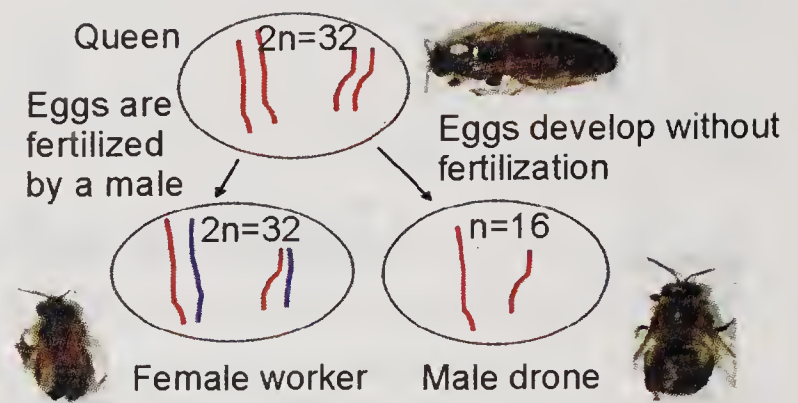 Queen
2n=32
Eggs are
fertilized
by a male
Eggs develop without
fertilization
2n=32
n=16
Female worker
Male drone